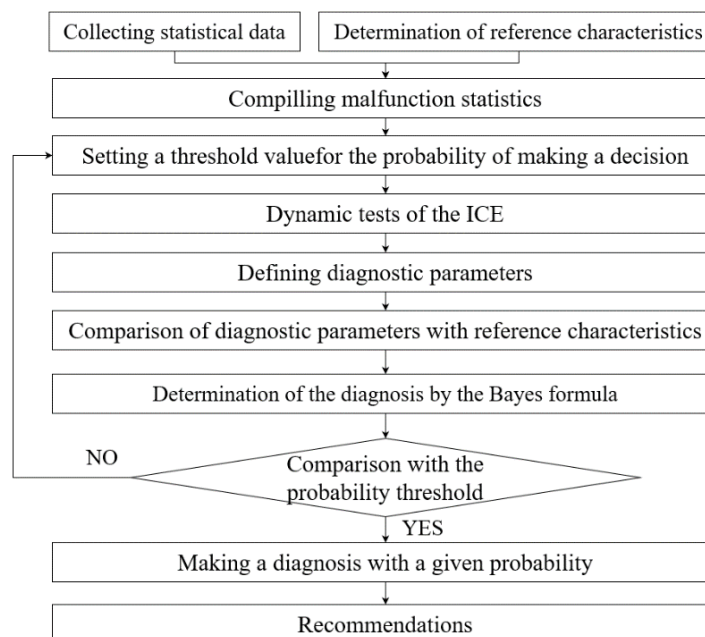 Collecting statistical data
Determination of reference characteristics
Compilling malfunction statistics
Setting a threshold valuefor the probability of making a decision
Dynamic tests of the ICE
Defining diagnostic parameters
Comparison of diagnostic parameters with reference characteristics
Determination of the diagnosis by the Bayes formula
NO
Comparison with the
probability threshold
YES
Making a diagnosis with a given probability
Recommendations